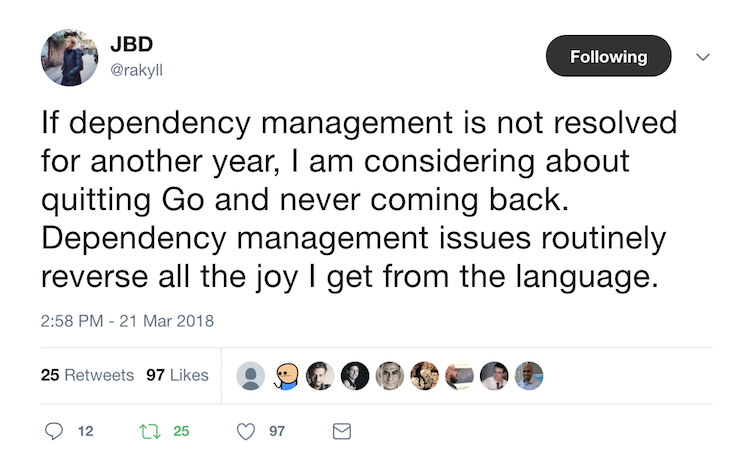 JBD
@rakyll
Following
If dependency management is not resolved
for another year, I am considering about
quitting Go and never coming back.
Dependency management issues routinely
reverse all the joy I get from the language.
2:58 PM - 21 Mar 2018
25 Retweets 97 Likes
12 25 97